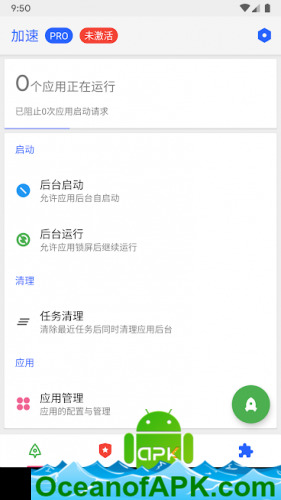 9:50
加速 PRO 未激活
0个应用正在运行
已阻止0次应用启动请求
启动
后台启动
允许应用后台自启动
后台运行
允许应用锁屏后继续运行
清理
任务清理
清除最近任务后同时清理应用后台
应用
应用管理
应用的配置与管理
APK
OceanofAPK.com